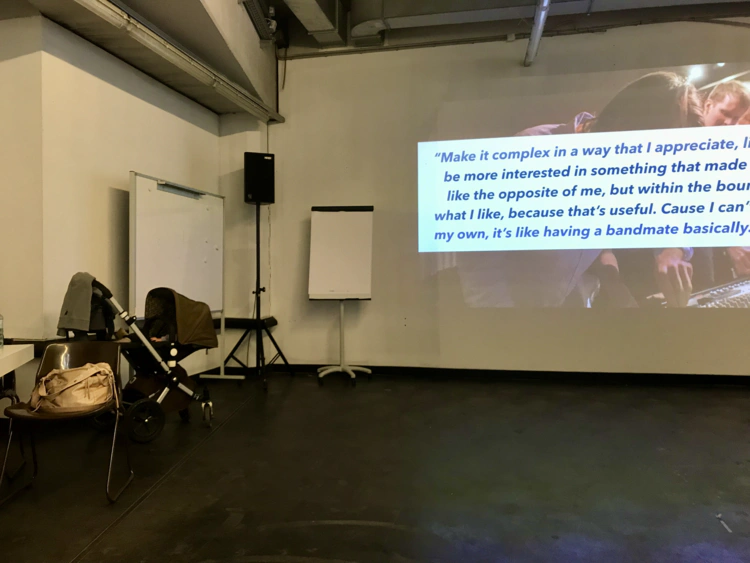 “Make it complex in a way that I appreciate,
be more interested in something that made
like the opposite of me, but within the
what I like, because that's useful. Cause I
my own, it's like having a bandmate basically.